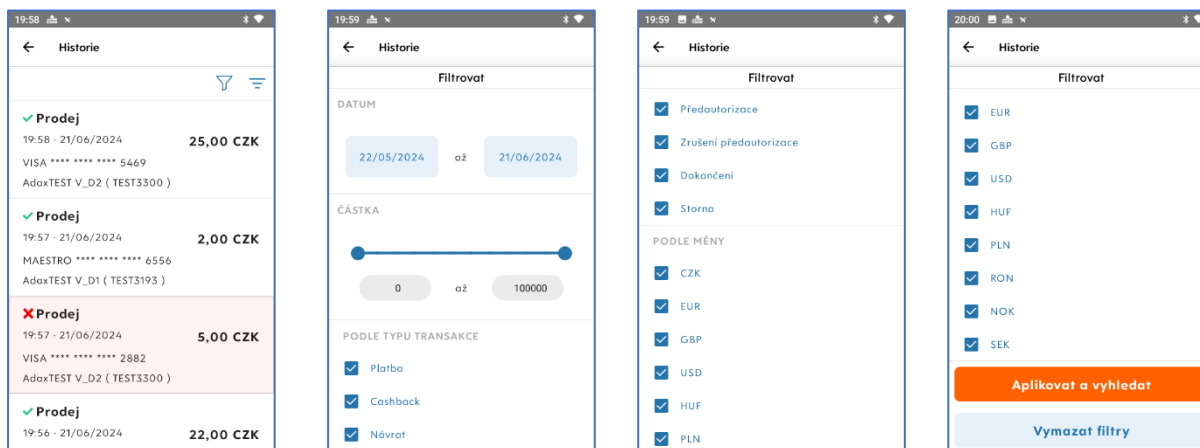 19:58
Historie
Prodej
19:58 · 21/06/2024 25,00 CZK
VISA **** **** **** 5469
AdaxTEST V_D2 ( TEST3300 )
Prodej
19:57 · 21/06/2024 2,00 CZK
MAESTRO **** **** **** 6556
AdaxTEST V_D1 ( TEST3193 )
Prodej
19:57 · 21/06/2024 5,00 CZK
VISA **** **** **** 2882
AdaxTEST V_D2 ( TEST3300 )
Prodej
19:56 · 21/06/2024 22,00 CZK
19:59
Historie
Filtrovat
DATUM
22/05/2024 až 21/06/2024
ČÁSTKA
0 až 100000
PODLE TYPU TRANSAKCE
Platba
Cashback
Návrat
19:59
Historie
Filtrovat
Předautorizace
Zrušení předautorizace
Dokončení
Storno
PODLE MĚNY
CZK
EUR
GBP
USD
HUF
PLN
20:00
Historie
Filtrovat
EUR
GBP
USD
HUF
PLN
RON
NOK
SEK
Aplikovat a vyhledat
Vymazat filtry